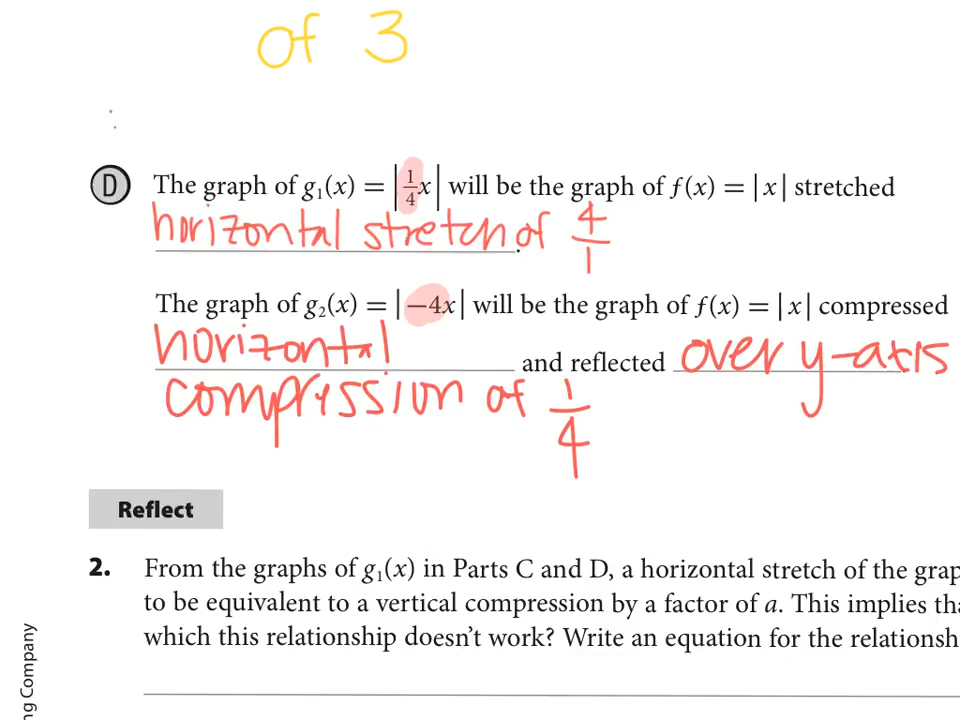 of 3
D The graph of g₁(x) = |1/4 x| will be the graph of f(x) = |x| stretched
horizontal stretch of 4/1
.
The graph of g₂(x) = |−4x| will be the graph of f(x) = |x| compressed
horizontal and reflected over y-axis
compression of 1/4
Reflect
2. From the graphs of g₁(x) in Parts C and D, a horizontal stretch of the grap
to be equivalent to a vertical compression by a factor of a. This implies tha
which this relationship doesn't work? Write an equation for the relationsh
ng Company